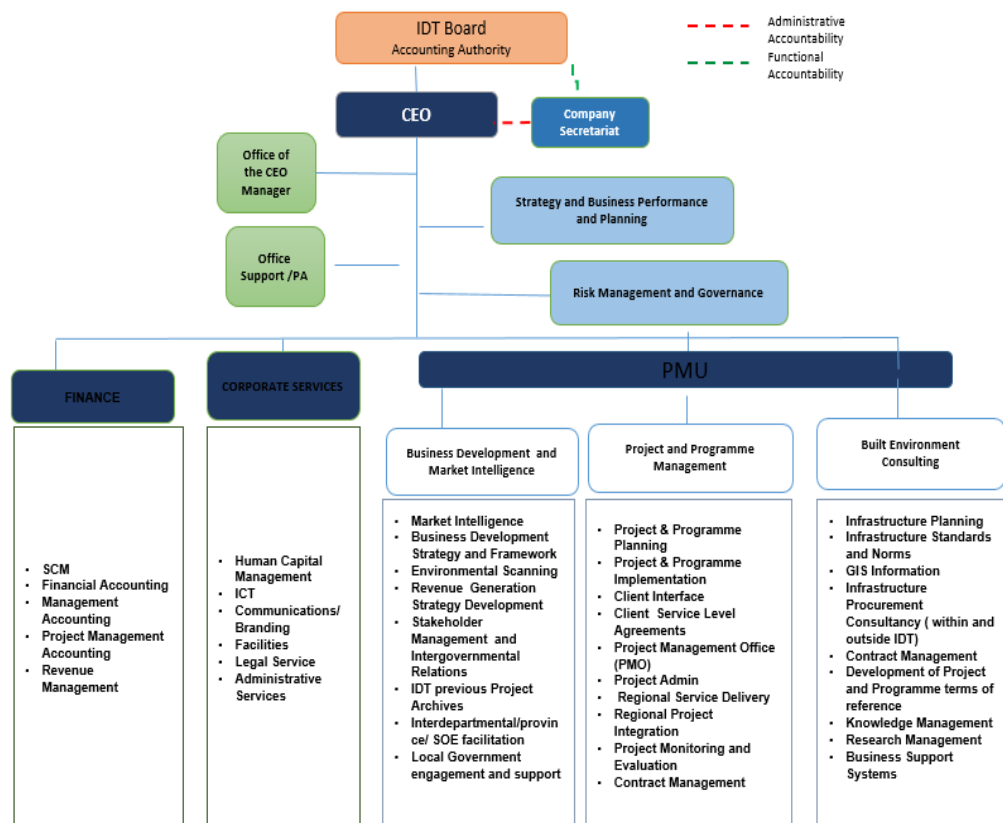 IDT Board
Accounting Authority
Administrative
Accountability
Functional
Accountability
CEO
Company
Secretariat
Office of
the CEO
Manager
Strategy and Business Performance
and Planning
Office
Support /PA
Risk Management and Governance
FINANCE
CORPORATE SERVICES
PMU
Business Development and
Market Intelligence
Project and Programme
Management
Built Environment
Consulting
• SCM
• Financial Accounting
• Management
Accounting
• Project Management
Accounting
• Revenue
Management
• Human Capital
Management
• ICT
• Communications/
Branding
• Facilities
• Legal Service
• Administrative
Services
• Market Intelligence
• Business Development
Strategy and Framework
• Environmental Scanning
• Revenue Generation
Strategy Development
• Stakeholder
Management and
Intergovernmental
Relations
• IDT previous Project
Archives
• Interdepartmental/provin
ce/ SOE facilitation
• Local Government
engagement and support
• Project & Programme
Planning
• Project & Programme
Implementation
• Client Interface
• Client Service Level
Agreements
• Project Management Office
(PMO)
• Project Admin
• Regional Service Delivery
• Regional Project
Integration
• Project Monitoring and
Evaluation
• Contract Management
• Infrastructure Planning
• Infrastructure Standards
and Norms
• GIS Information
• Infrastructure
Procurement
Consultancy ( within and
outside IDT)
• Contract Management
• Development of Project
and Programme terms of
reference
• Knowledge Management
• Research Management
• Business Support
Systems